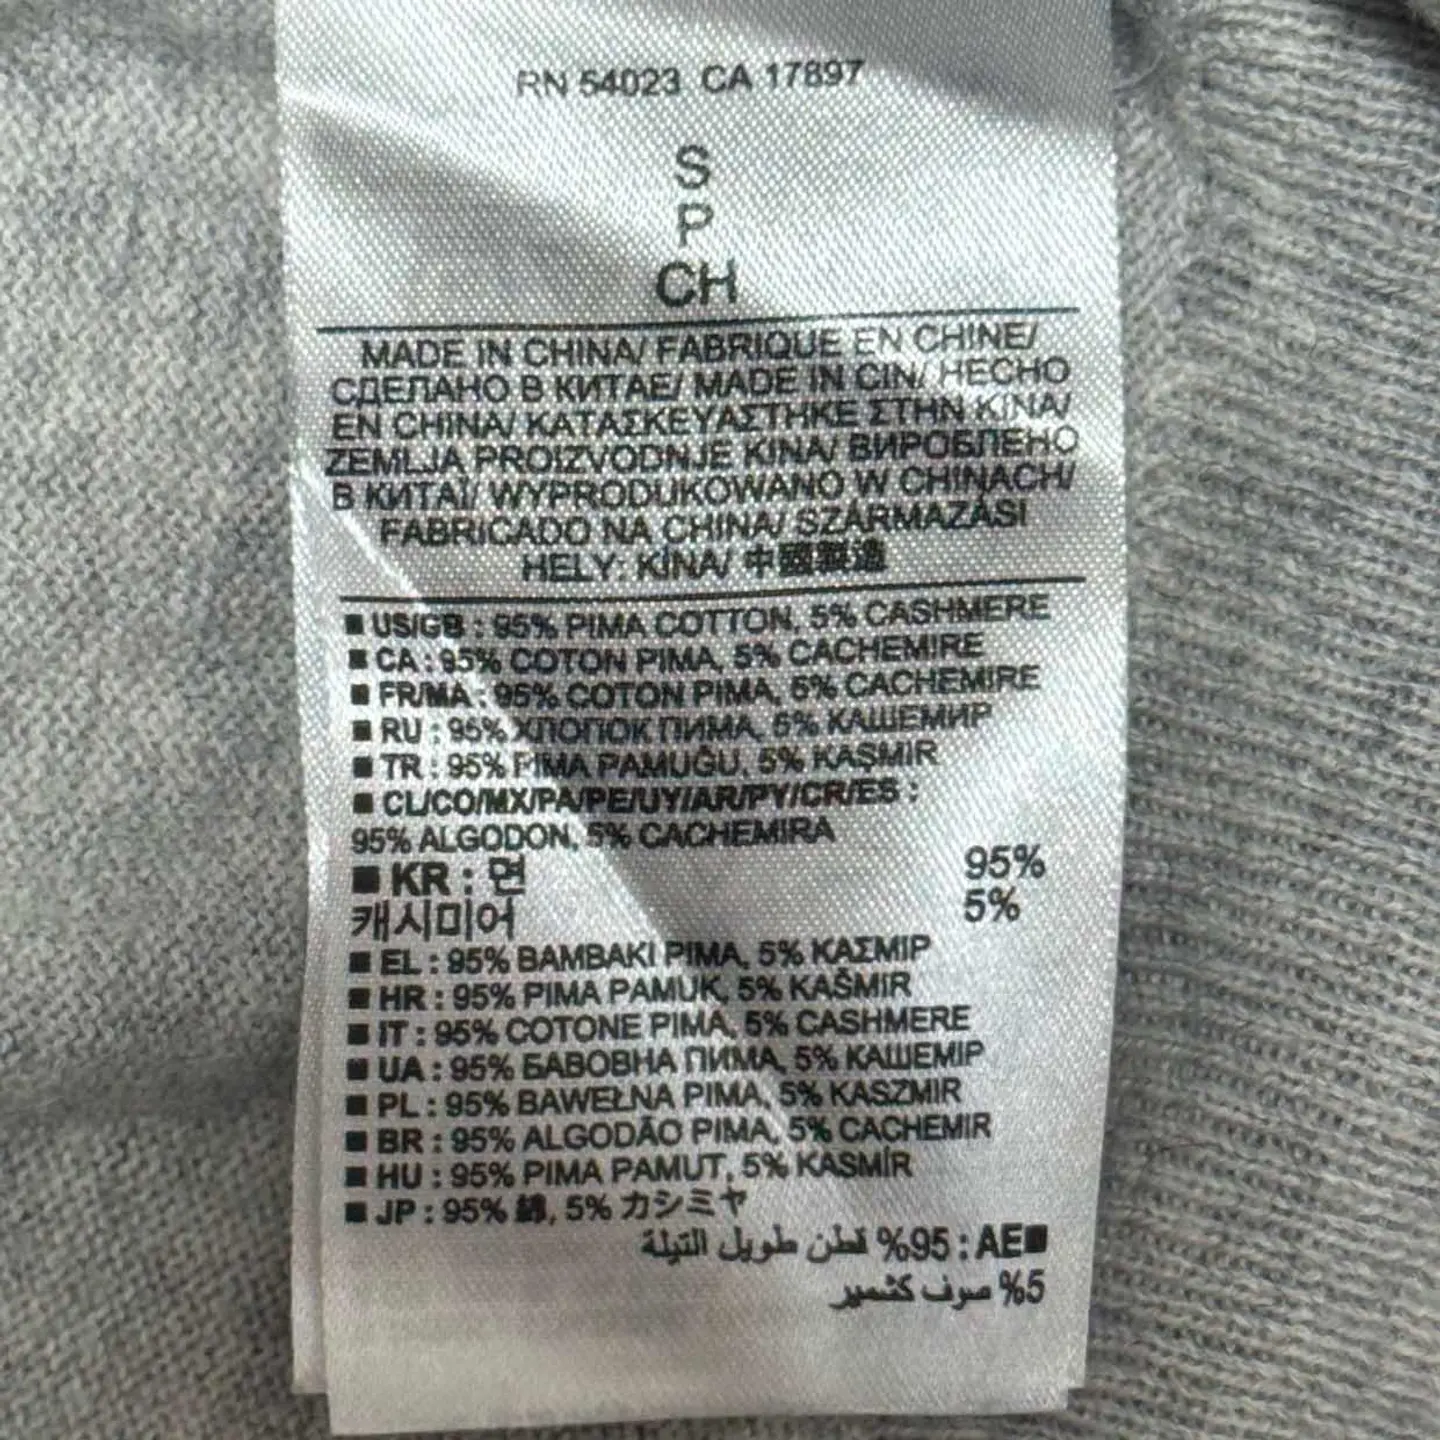 RN 54023 CA 17897
S
P
CH
MADE IN CHINA/ FABRIQUE EN CHINE/
СДЕЛАНО В КИТАЕ/ MADE IN CIN/ HECHO
EN CHINA/ ΚΑΤΑΣΚΕΥΑΣΤΗΚΕ ΣΤΗΝ ΚΙΝΑ/
ZEMLJA PROIZVODNJE KINA/ ВИРОБЛЕНО
В КИТАЇ/ WYPRODUKOWANO W CHINACH/
FABRICADO NA CHINA/ SZÁRMAZÁSI
HELY: KÍNA/ 中國製造
■ US/GB : 95% PIMA COTTON, 5% CASHMERE
■ CA : 95% COTON PIMA, 5% CACHEMIRE
■ FR/MA : 95% COTON PIMA, 5% CACHEMIRE
■ RU : 95% ХЛОПОК ПИМА, 5% КАШЕМИР
■ TR : 95% PIMA PAMUĞU, 5% KAŞMIR
■ CL/CO/MX/PA/PE/UY/AR/PY/CR/ES :
95% ALGODON, 5% CACHEMIRA
■ KR : 면 95%
캐시미어 5%
■ EL : 95% ΒΑΜΒΑΚΙ PIMA, 5% ΚΑΣΜΙΡ
■ HR : 95% PIMA PAMUK, 5% KAŠMIR
■ IT : 95% COTONE PIMA, 5% CASHMERE
■ UA : 95% БАВОВНА ПИМА, 5% КАШЕМІР
■ PL : 95% BAWEŁNA PIMA, 5% KASZMIR
■ BR : 95% ALGODÃO PIMA, 5% CACHEMIR
■ HU : 95% PIMA PAMUT, 5% KASMÍR
■ JP : 95% 綿, 5% カシミヤ
■AE : 95% قطن طويل التيلة
5% صوف كشمير